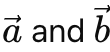 a⃗ and b⃗